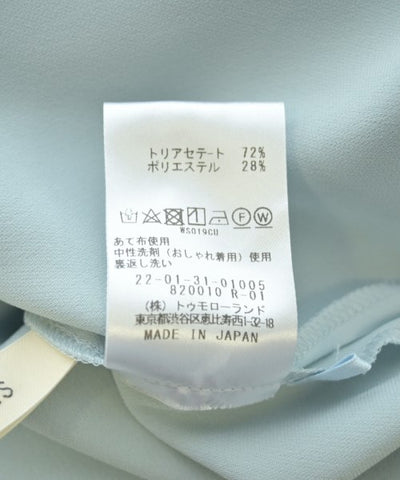 トリアセテート 72%
ポリエステル 28%
F W
WS019CU
あて布使用
中性洗剤(おしゃれ着用)使用
裏返し洗い
22-01-31-01005
820010 R-01
(株) トゥモローランド
東京都渋谷区恵比寿西1-32-18
MADE IN JAPAN